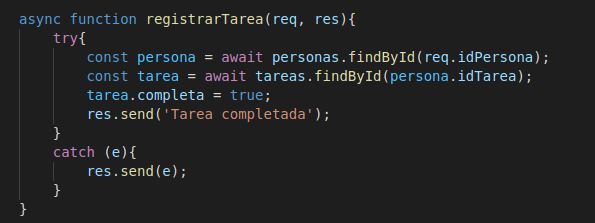 async function registrarTarea(req, res){
    try{
        const persona = await personas.findById(req.idPersona);
        const tarea = await tareas.findById(persona.idTarea);
        tarea.completa = true;
        res.send('Tarea completada');
    }
    catch (e){
        res.send(e);
    }
}